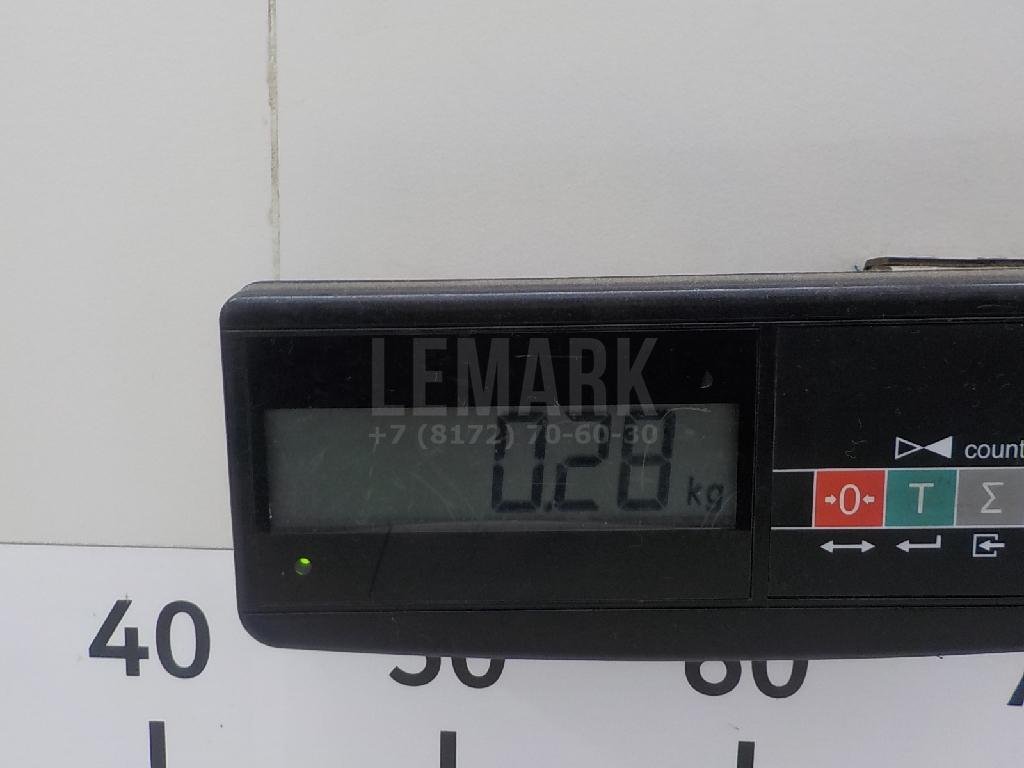 LEMARK
+7 (8172) 70-60-30
0.28 kg
count
→0← T Σ
40 50 60